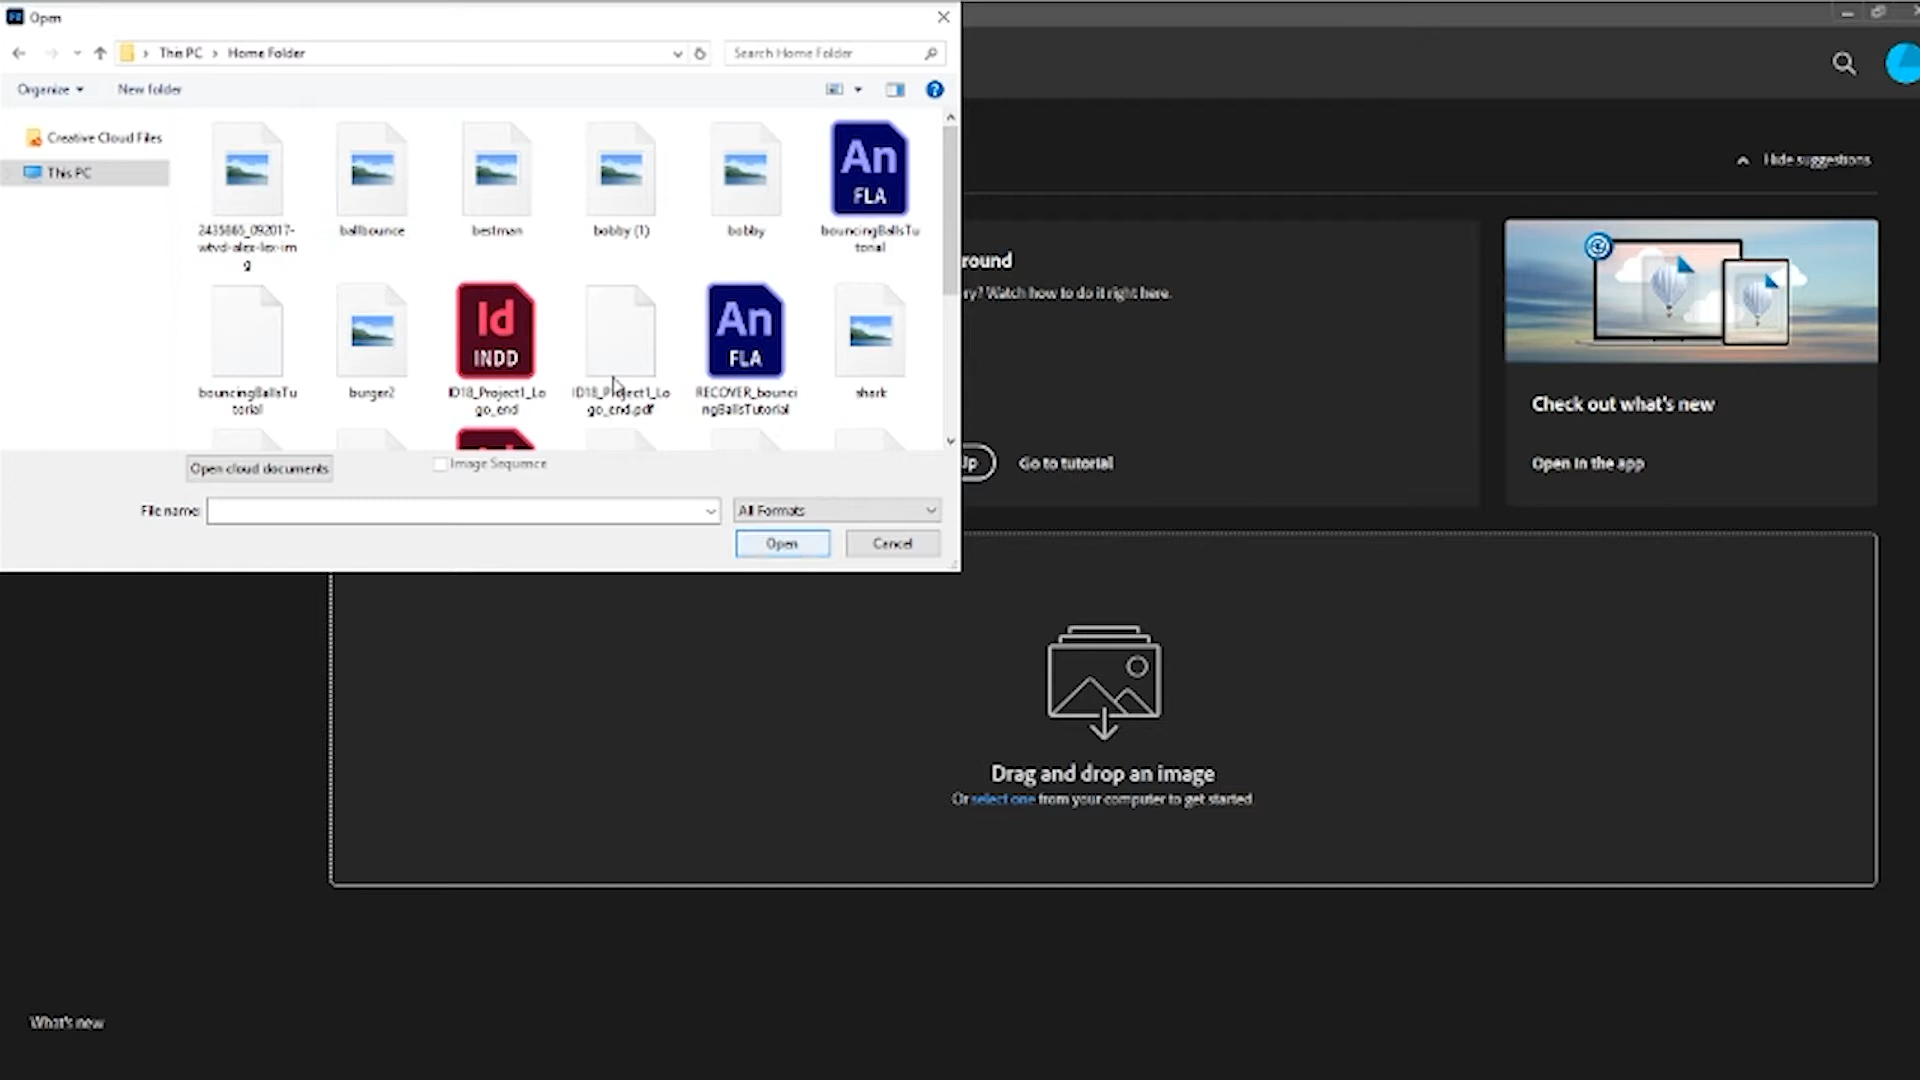 Open
This PC > Home Folder
Search Home Folder
Organize
New folder
Creative Cloud Files
This PC
An
FLA
2435865_092017-
wtvd-alex-lex-im
g
ballbounce
bestman
bobby (1)
bobby
bouncingBallsTu
torial
Id
INDD
An
FLA
bouncingBallsTu
torial
burger2
ID18_Project1_Lo
go_end
ID18_Project1_Lo
go_end.pdf
RECOVER_bounci
ngBallsTutorial
shark
Open cloud documents
Image Sequence
File name:
All Formats
Open
Cancel
Hide suggestions
round
ry? Watch how to do it right here.
Go to tutorial
Check out what's new
Open in the app
Drag and drop an image
Or select one from your computer to get started
What's new